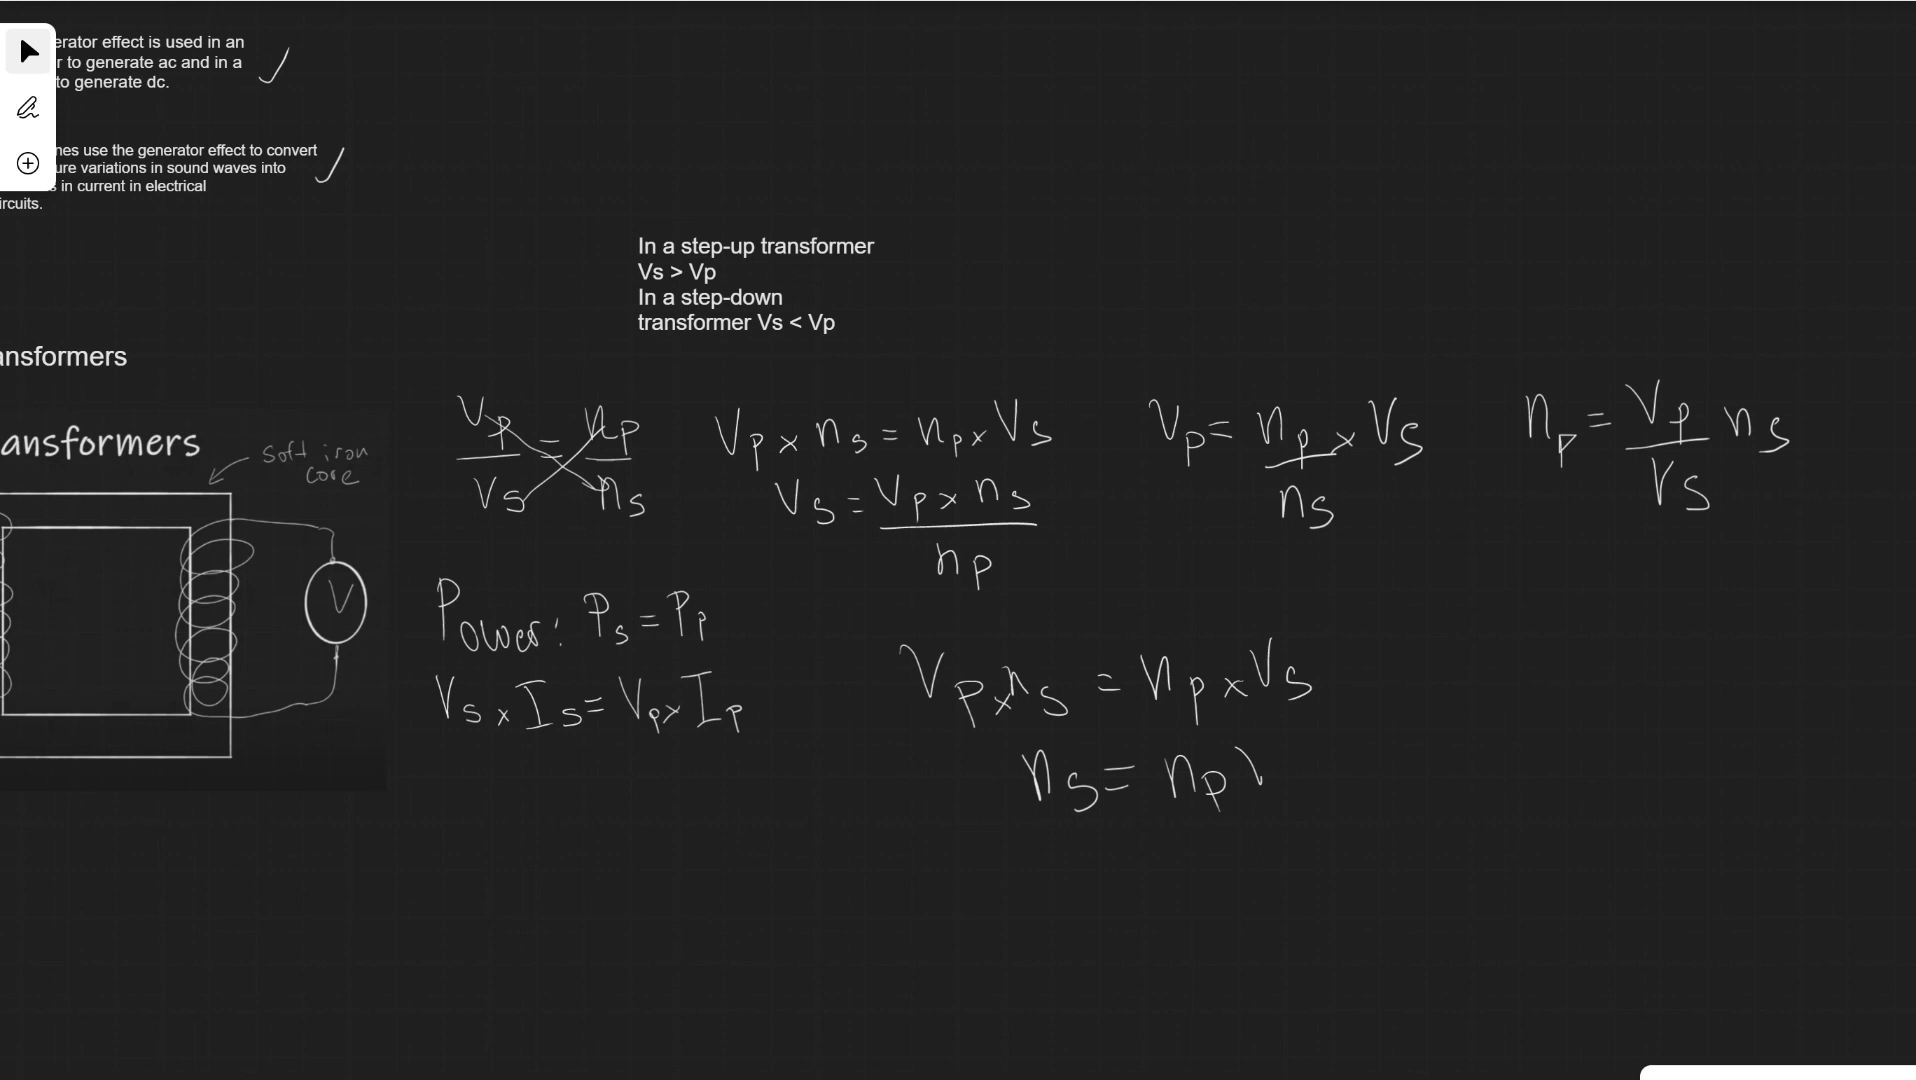 erator effect is used in an
r to generate ac and in a
to generate dc.
nes use the generator effect to convert
ure variations in sound waves into
s in current in electrical
ircuits.
In a step-up transformer
Vs > Vp
In a step-down
transformer Vs < Vp
ansformers
ansformers
Soft iron
core
V
Vp/Vs = np/ns
Vp x ns = np x Vs
Vs = Vp x ns / np
Vp = np/ns x Vs
np = Vp/Vs ns
Power: Ps = Pp
Vs x Is = Vp x Ip
Vp x ns = np x Vs
ns = np